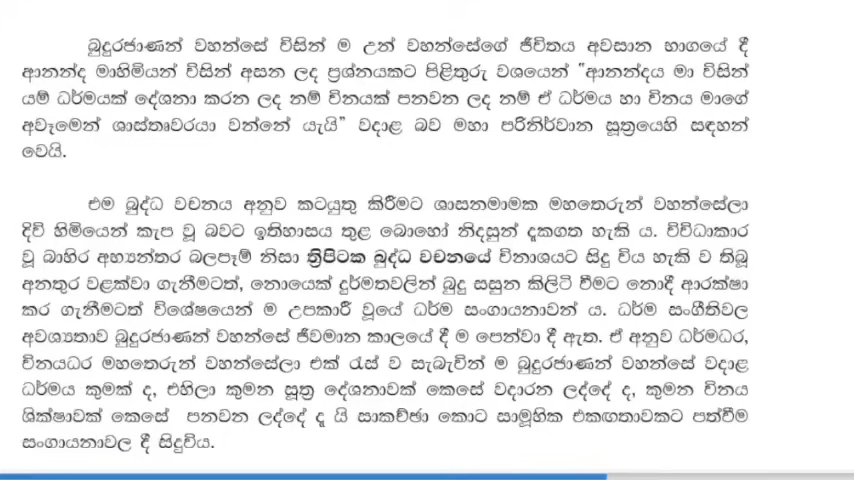 බුදුරජාණන් වහන්සේ විසින් ම උන් වහන්සේගේ ජීවිතය අවසාන භාගයේ දී
ආනන්ද මාහිමියන් විසින් අසන ලද ප්‍රශ්නයකට පිළිතුරු වශයෙන් "ආනන්දය මා විසින්
යම් ධර්මයක් දේශනා කරන ලද නම් විනයක් පනවන ලද නම් ඒ ධර්මය හා විනය මාගේ
අවෑමෙන් ශාස්තෘවරයා වන්නේ යැයි" වදාළ බව මහා පරිනිර්වාන සූත්‍රයෙහි සඳහන්
වෙයි.
එම බුද්ධ වචනය අනුව කටයුතු කිරීමට ශාසනමාමක මහතෙරුන් වහන්සේලා
දිවි හිමියෙන් කැප වූ බවට ඉතිහාසය තුළ බොහෝ නිදසුන් දැකගත හැකි ය. විවිධාකාර
වූ බාහිර අභ්‍යන්තර බලපෑම් නිසා ත්‍රිපිටක බුද්ධ වචනයේ විනාශයට සිදු විය හැකි ව තිබූ
අනතුර වළක්වා ගැනීමටත්, නොයෙක් දුර්මතවලින් බුදු සසුන කිලිටි වීමට නොදී ආරක්ෂා
කර ගැනීමටත් විශේෂයෙන් ම උපකාරී වූයේ ධර්ම සංගායනාවන් ය. ධර්ම සංගීතිවල
අවශ්‍යතාව බුදුරජාණන් වහන්සේ ජීවමාන කාලයේ දී ම පෙන්වා දී ඇත. ඒ අනුව ධර්මධර,
විනයධර මහතෙරුන් වහන්සේලා එක් රැස් ව සැබැවින් ම බුදුරජාණන් වහන්සේ වදාළ
ධර්මය කුමක් ද, එහිලා කුමන සූත්‍ර දේශනාවක් කෙසේ වදාරන ලද්දේ ද, කුමන විනය
ශික්ෂාවක් කෙසේ පනවන ලද්දේ ද යි සාකච්ඡා කොට සාමූහික එකඟතාවකට පත්වීම
සංගායනාවල දී සිදුවිය.